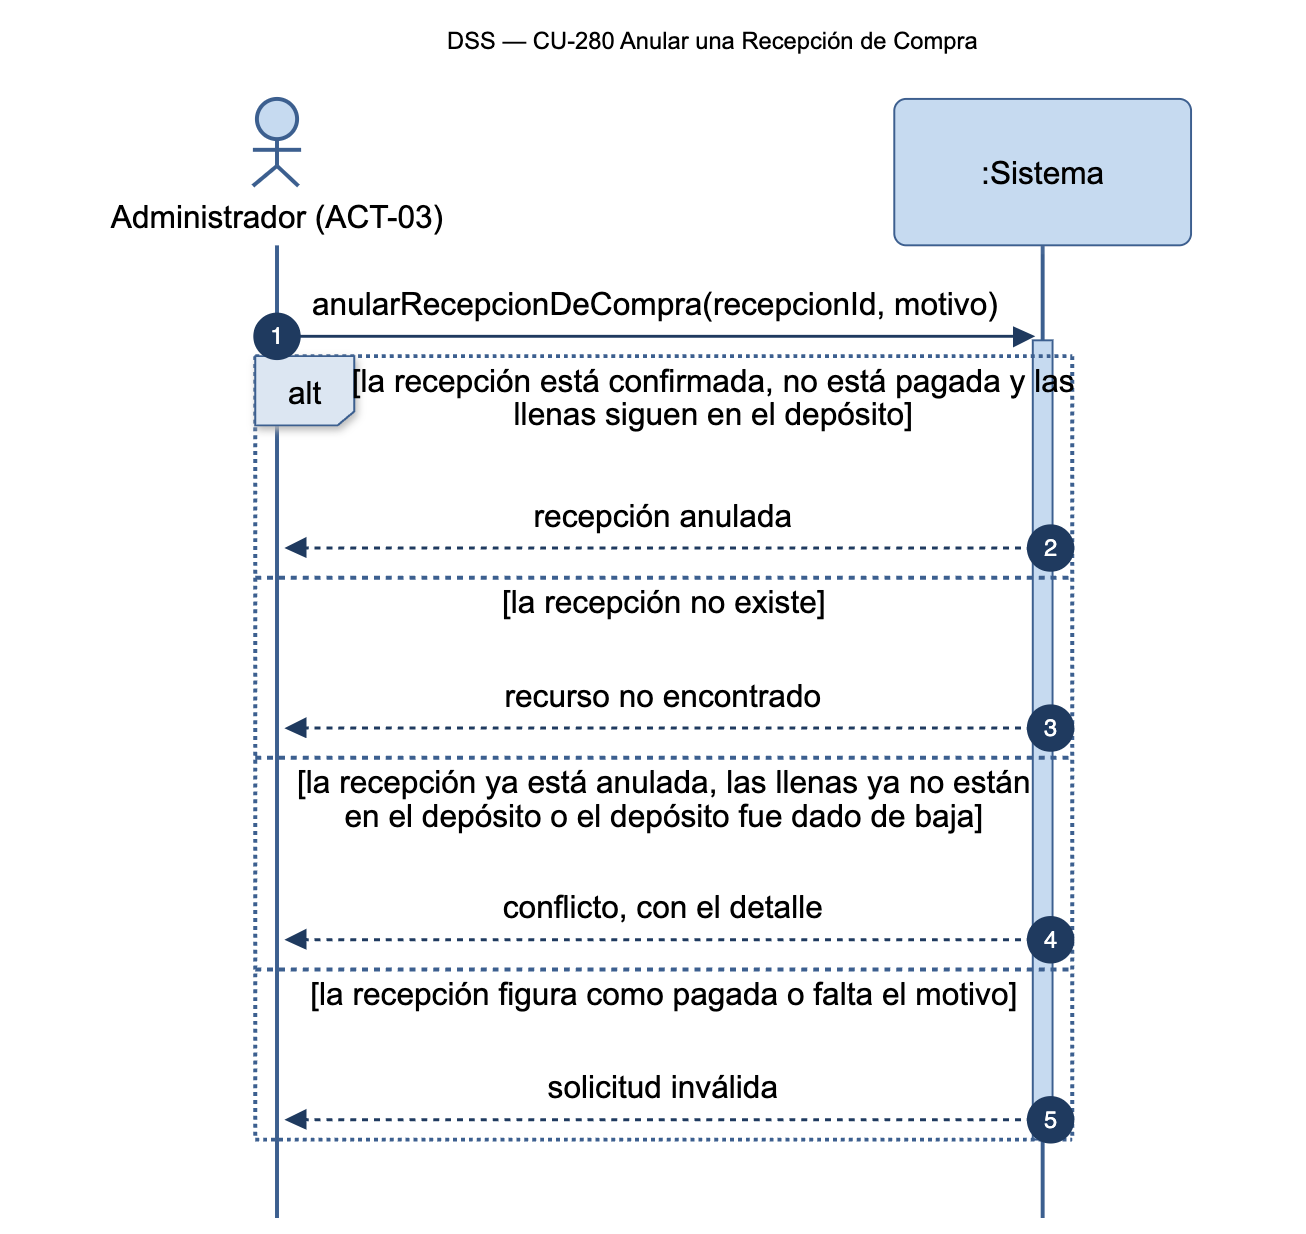 DSS — CU-280 Anular una Recepción de Compra
Administrador (ACT-03)
:Sistema
anularRecepcionDeCompra(recepcionId, motivo)
1
alt
[la recepción está confirmada, no está pagada y las
llenas siguen en el depósito]
recepción anulada
2
[la recepción no existe]
recurso no encontrado
3
[la recepción ya está anulada, las llenas ya no están
en el depósito o el depósito fue dado de baja]
conflicto, con el detalle
4
[la recepción figura como pagada o falta el motivo]
solicitud inválida
5